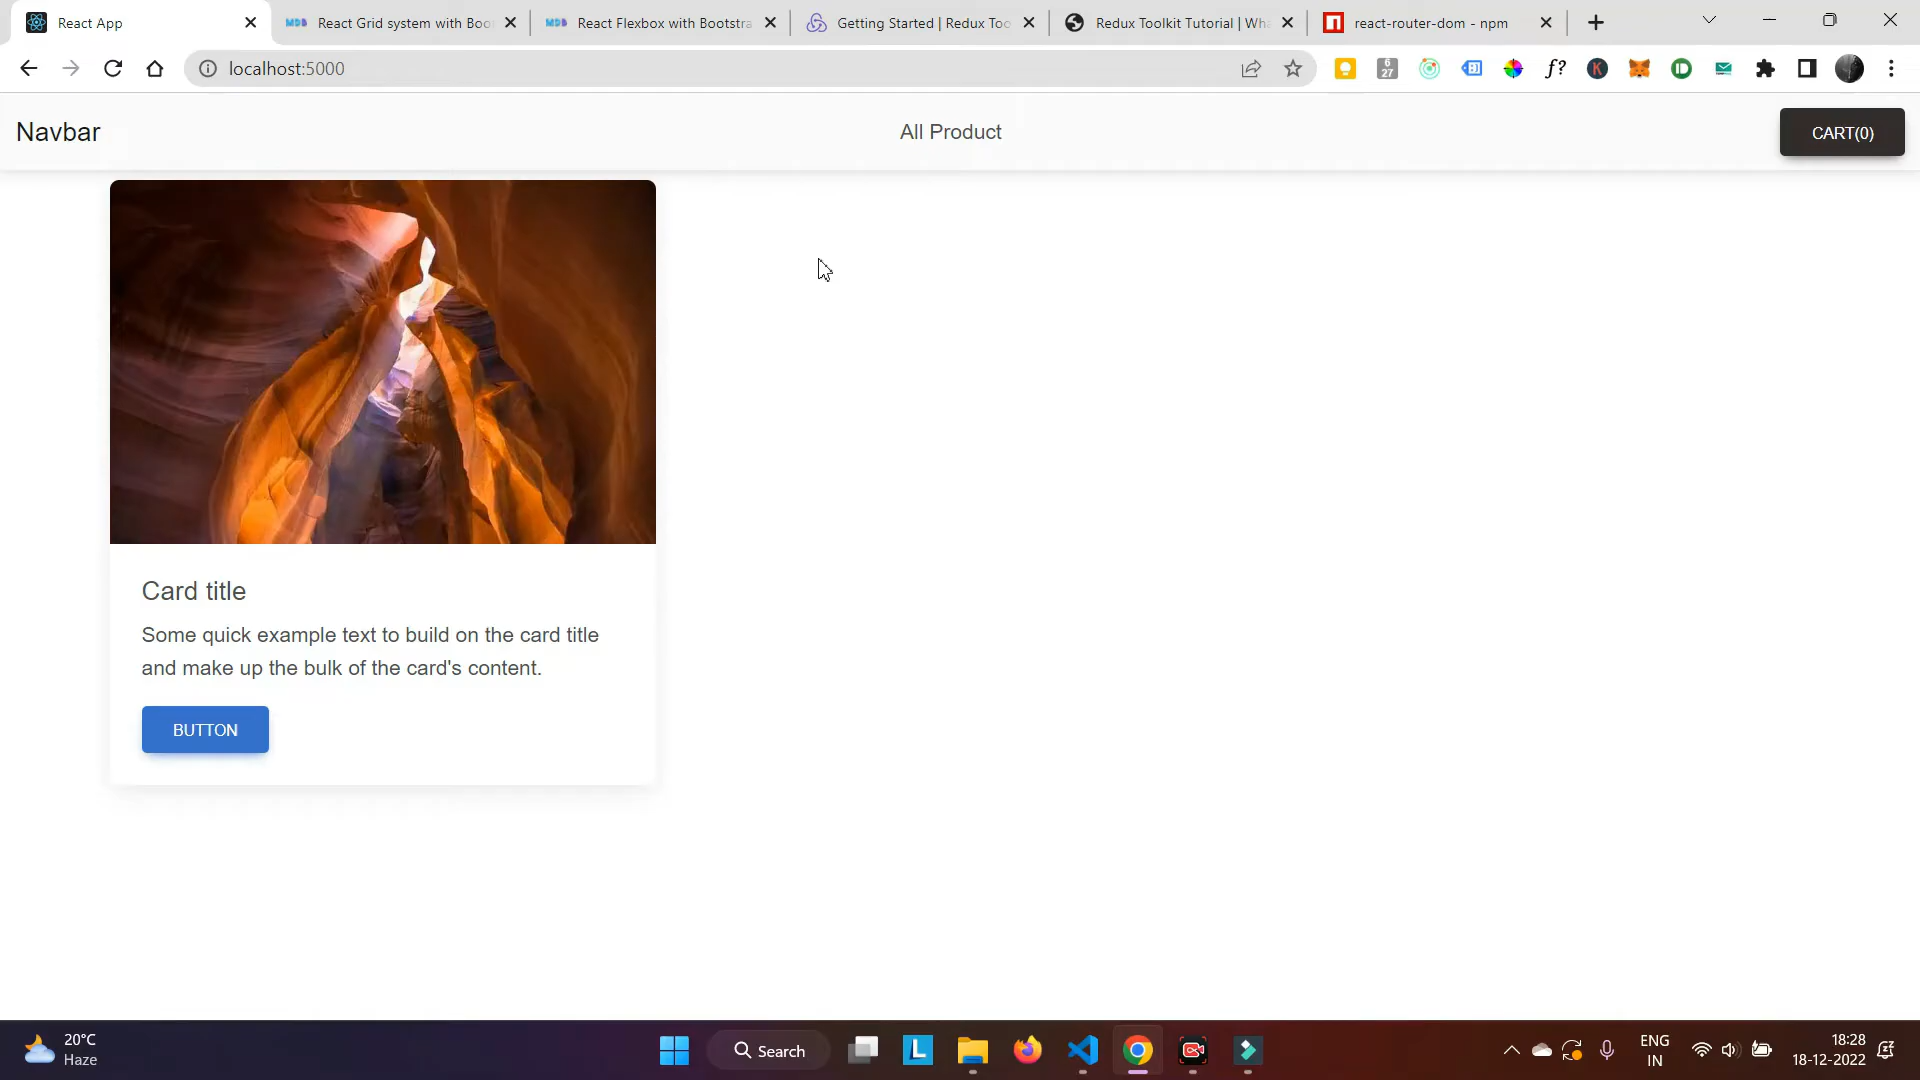 React App
React Grid system with Boo
React Flexbox with Bootstra
Getting Started | Redux Too
Redux Toolkit Tutorial | Wh
react-router-dom - npm
localhost:5000
6
27
f?
K
Navbar
All Product
CART(0)
Card title
Some quick example text to build on the card title
and make up the bulk of the card's content.
BUTTON
20°C
Haze
Search
L
ENG
IN
18:28
18-12-2022